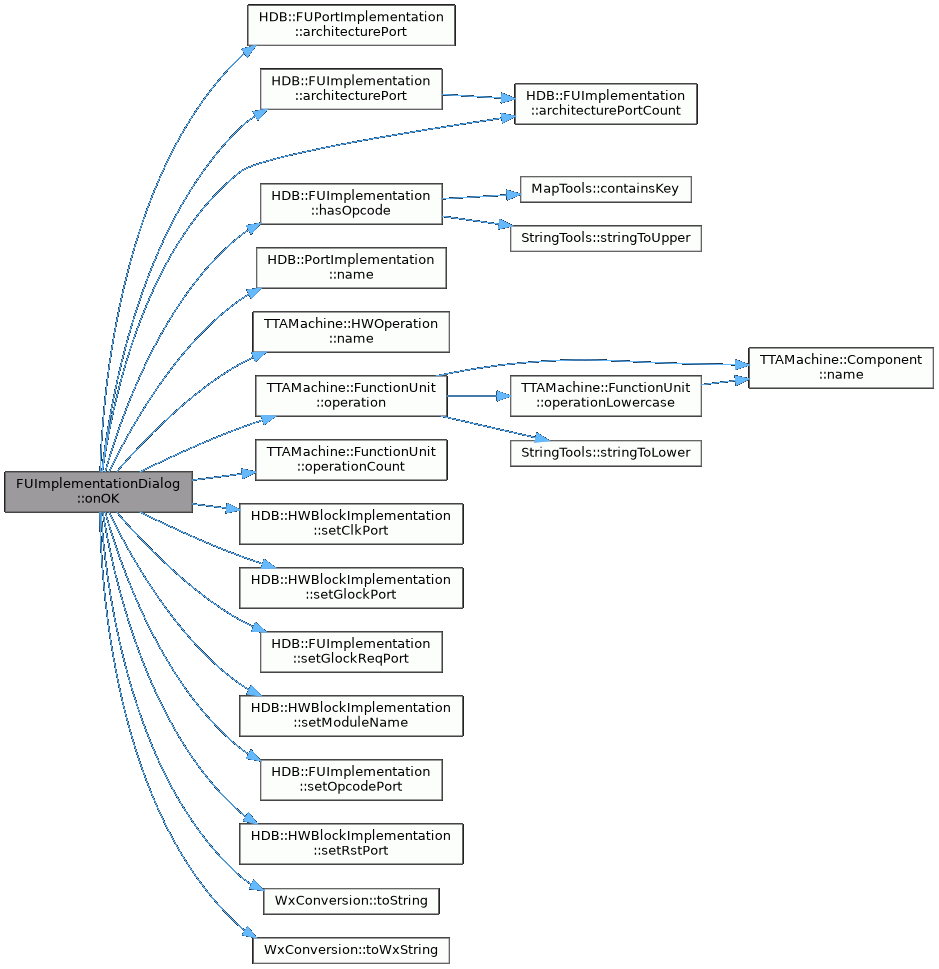 HDB::FUPortImplementation
::architecturePort
HDB::FUImplementation
::architecturePort
HDB::FUImplementation
::architecturePortCount
HDB::FUImplementation
::hasOpcode
MapTools::containsKey
StringTools::stringToUpper
HDB::PortImplementation
::name
TTAMachine::HWOperation
::name
TTAMachine::FunctionUnit
::operation
TTAMachine::FunctionUnit
::operationLowercase
TTAMachine::Component
::name
StringTools::stringToLower
TTAMachine::FunctionUnit
::operationCount
FUImplementationDialog
::onOK
HDB::HWBlockImplementation
::setClkPort
HDB::HWBlockImplementation
::setGlockPort
HDB::FUImplementation
::setGlockReqPort
HDB::HWBlockImplementation
::setModuleName
HDB::FUImplementation
::setOpcodePort
HDB::HWBlockImplementation
::setRstPort
WxConversion::toString
WxConversion::toWxString